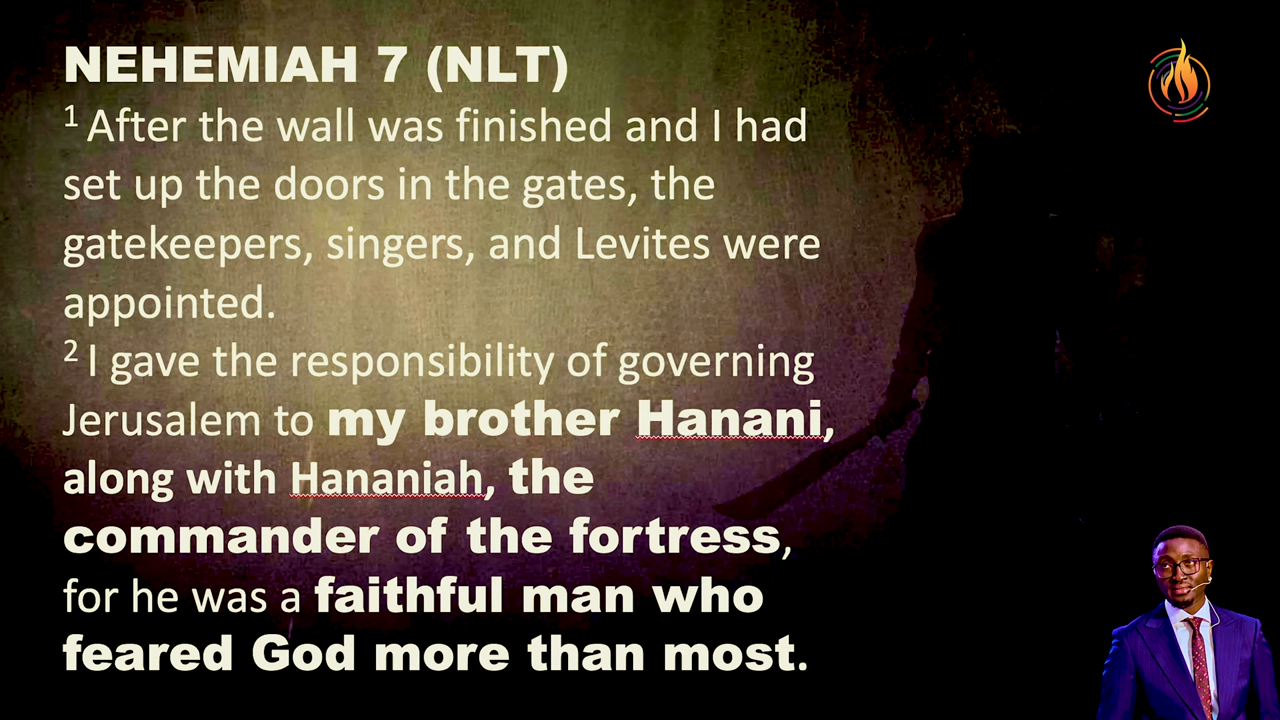 NEHEMIAH 7 (NLT)
1 After the wall was finished and I had
set up the doors in the gates, the
gatekeepers, singers, and Levites were
appointed.
2 I gave the responsibility of governing
Jerusalem to my brother Hanani,
along with Hananiah, the
commander of the fortress,
for he was a faithful man who
feared God more than most.